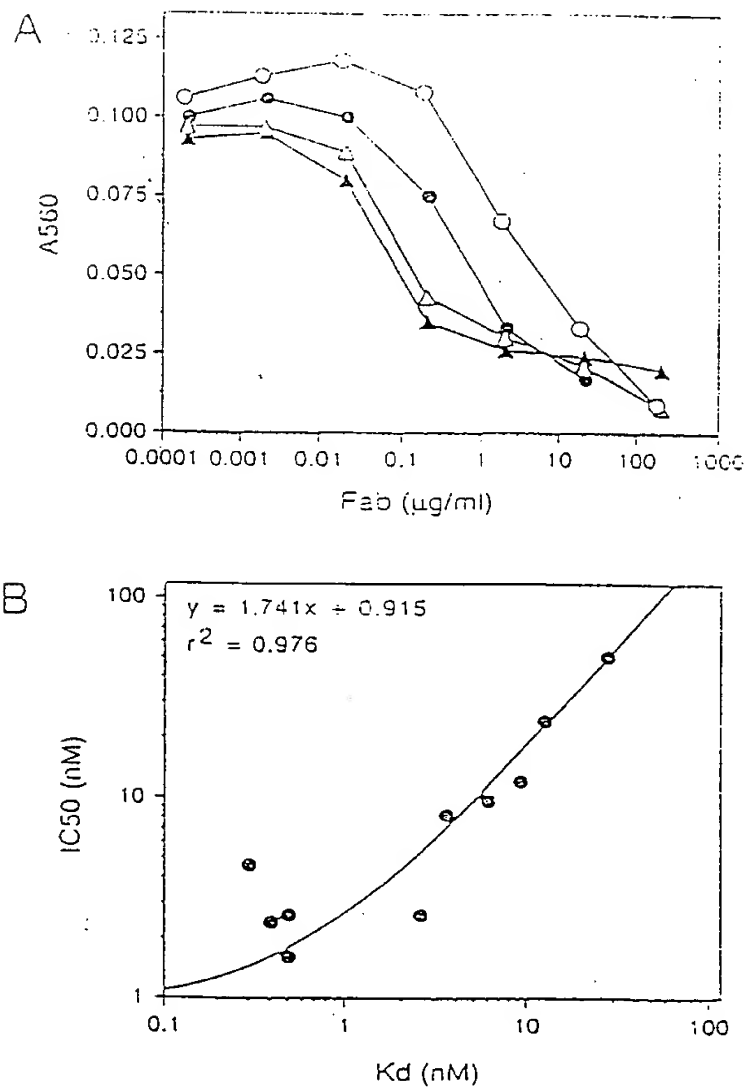 A
0.125
0.100
0.075
0.050
0.025
0.000
A560
0.0001 0.001 0.01 0.1 1 10 100 1000
Fab (µg/ml)
B
y = 1.741x + 0.915
r² = 0.976
100
10
1
IC50 (nM)
0.1 1 10 100
Kd (nM)